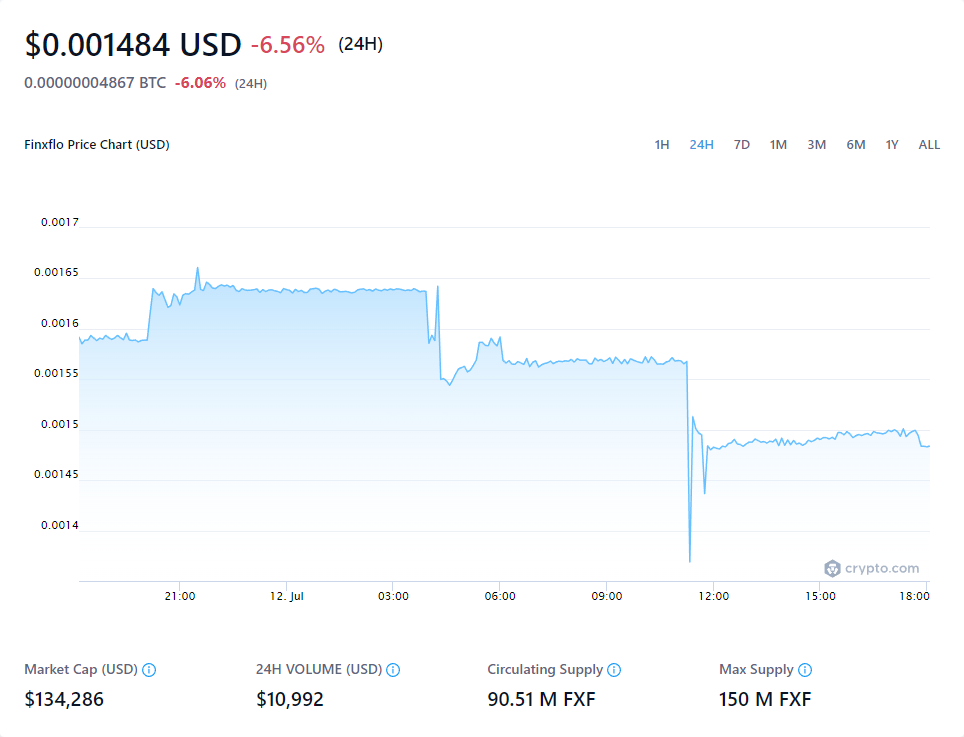 $0.001484 USD -6.56% (24H)
0.00000004867 BTC -6.06% (24H)
Finxflo Price Chart (USD) 1H 24H 7D 1M 3M 6M 1Y ALL
0.0017
0.00165
0.0016
0.00155
0.0015
0.00145
0.0014
crypto.com
21:00 12. Jul 03:00 06:00 09:00 12:00 15:00 18:00
Market Cap (USD) 24H VOLUME (USD) Circulating Supply Max Supply
$134,286 $10,992 90.51 M FXF 150 M FXF